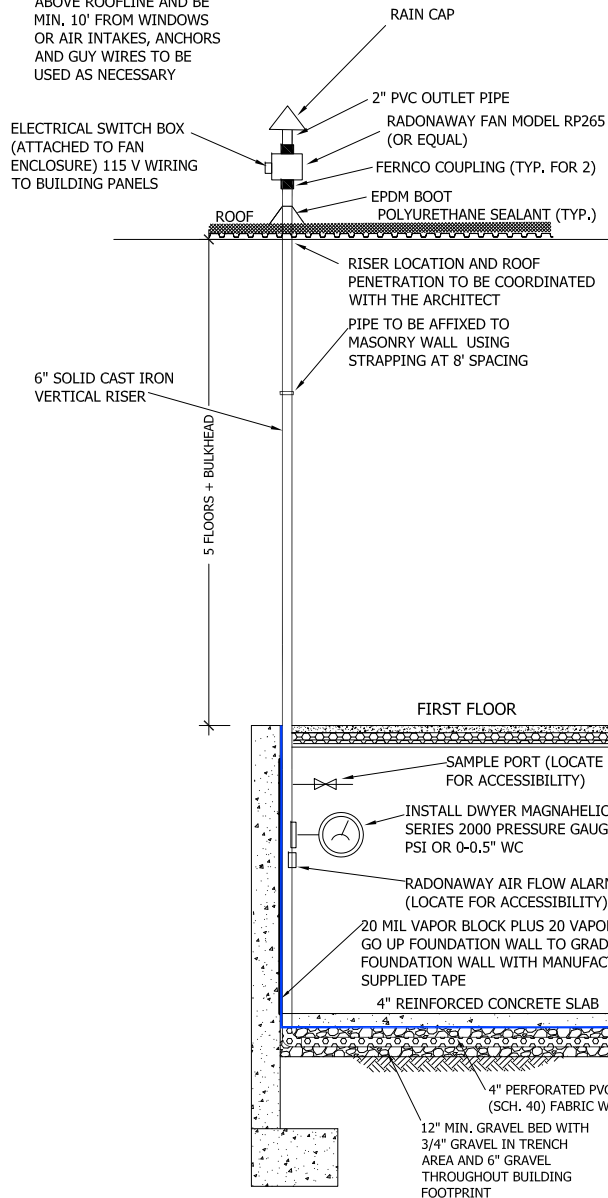 ABOVE ROOFLINE AND BE
MIN. 10' FROM WINDOWS
OR AIR INTAKES, ANCHORS
AND GUY WIRES TO BE
USED AS NECESSARY
RAIN CAP
2" PVC OUTLET PIPE
ELECTRICAL SWITCH BOX
(ATTACHED TO FAN
ENCLOSURE) 115 V WIRING
TO BUILDING PANELS
RADONAWAY FAN MODEL RP265
(OR EQUAL)
FERNCO COUPLING (TYP. FOR 2)
EPDM BOOT
POLYURETHANE SEALANT (TYP.)
ROOF
RISER LOCATION AND ROOF
PENETRATION TO BE COORDINATED
WITH THE ARCHITECT
PIPE TO BE AFFIXED TO
MASONRY WALL USING
STRAPPING AT 8' SPACING
6" SOLID CAST IRON
VERTICAL RISER
5 FLOORS + BULKHEAD
FIRST FLOOR
SAMPLE PORT (LOCATE
FOR ACCESSIBILITY)
INSTALL DWYER MAGNAHELIC
SERIES 2000 PRESSURE GAUG
PSI OR 0-0.5" WC
RADONAWAY AIR FLOW ALARM
(LOCATE FOR ACCESSIBILITY)
20 MIL VAPOR BLOCK PLUS 20 VAPO
GO UP FOUNDATION WALL TO GRAD
FOUNDATION WALL WITH MANUFACT
SUPPLIED TAPE
4" REINFORCED CONCRETE SLAB
4" PERFORATED PVC
(SCH. 40) FABRIC W
12" MIN. GRAVEL BED WITH
3/4" GRAVEL IN TRENCH
AREA AND 6" GRAVEL
THROUGHOUT BUILDING
FOOTPRINT